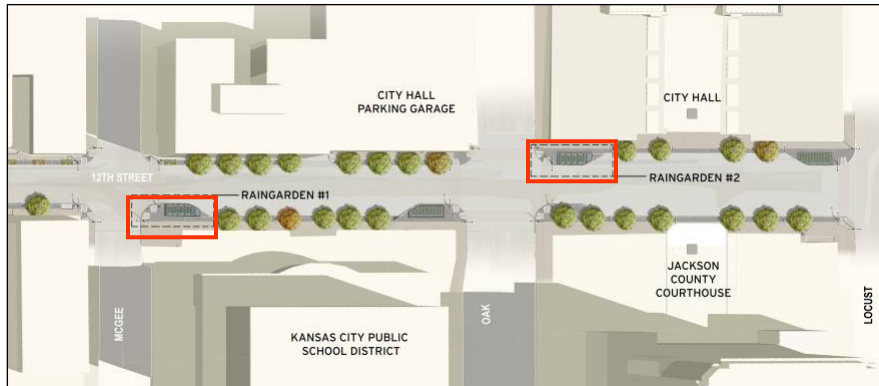 CITY HALL
PARKING GARAGE
CITY HALL
12TH STREET
RAINGARDEN #2
RAINGARDEN #1
JACKSON
COUNTY
COURTHOUSE
MCGEE
OAK
LOCUST
KANSAS CITY PUBLIC
SCHOOL DISTRICT